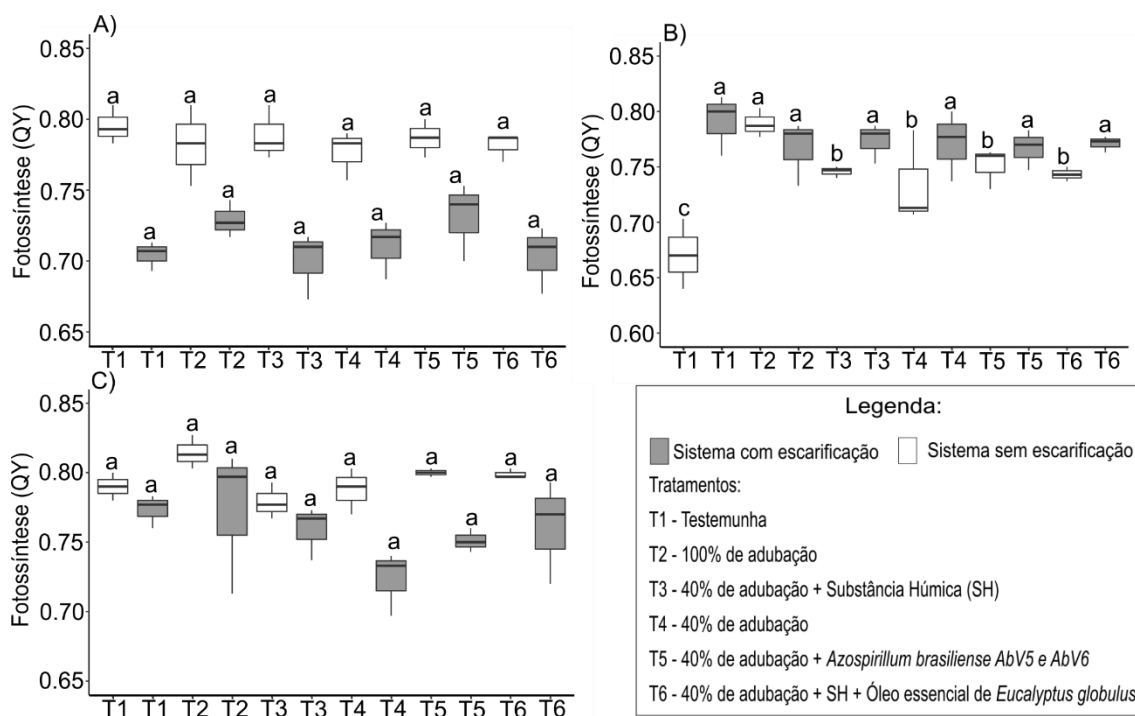 A)
0.85
0.80
0.75
0.70
0.65
Fotossíntese (QY)
a a a a a a
a a a a a a
T1 T1 T2 T2 T3 T3 T4 T4 T5 T5 T6 T6
B)
0.85
0.80
0.75
0.70
0.65
0.60
Fotossíntese (QY)
c a a a b a b a b a b a
T1 T1 T2 T2 T3 T3 T4 T4 T5 T5 T6 T6
C)
0.85
0.80
0.75
0.70
0.65
Fotossíntese (QY)
a a a a a a a a a a a a
T1 T1 T2 T2 T3 T3 T4 T4 T5 T5 T6 T6
Legenda:
Sistema com escarificação Sistema sem escarificação
Tratamentos:
T1 - Testemunha
T2 - 100% de adubação
T3 - 40% de adubação + Substância Húmica (SH)
T4 - 40% de adubação
T5 - 40% de adubação + Azospirillum brasiliense AbV5 e AbV6
T6 - 40% de adubação + SH + Óleo essencial de Eucalyptus globulus